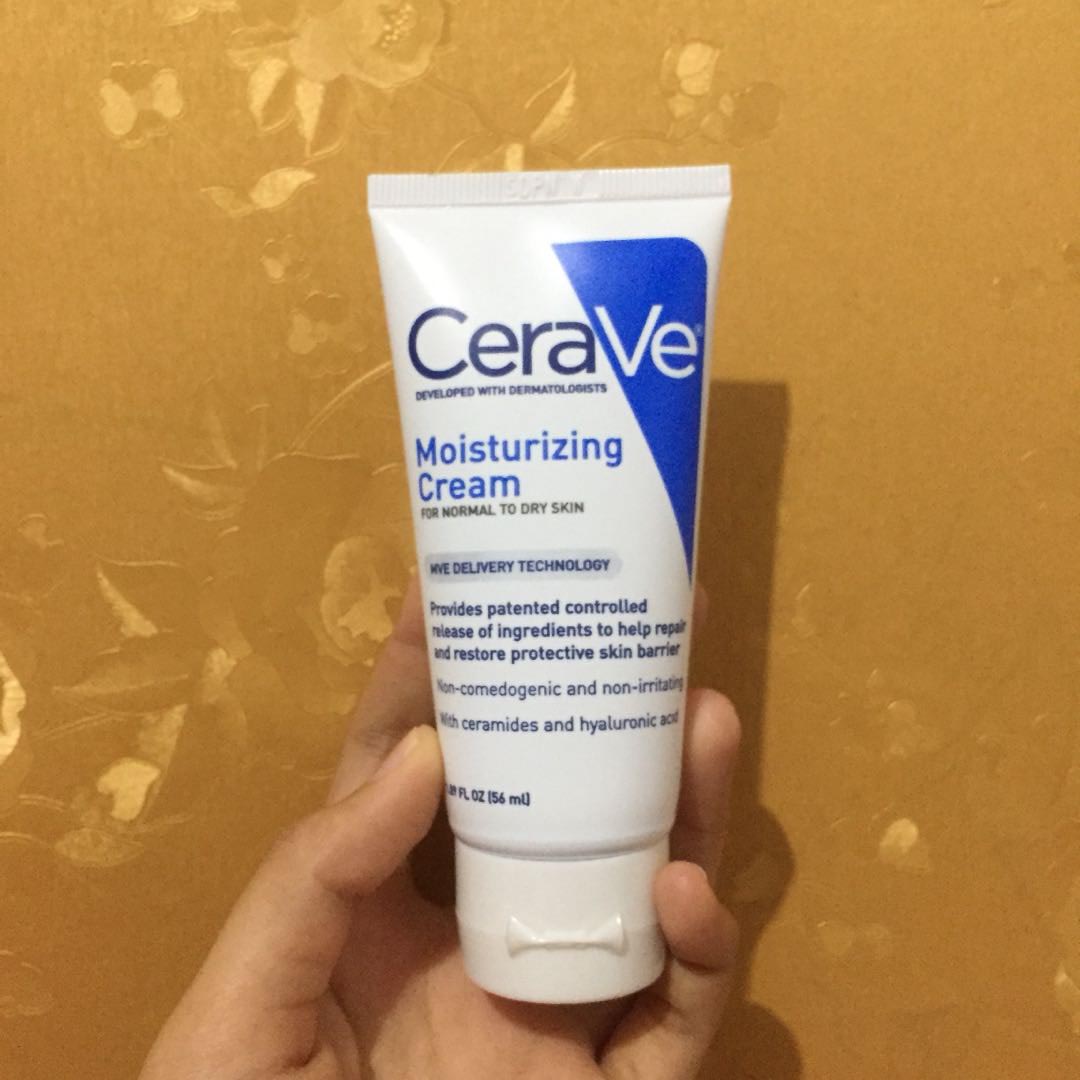 CeraVe®
DEVELOPED WITH DERMATOLOGISTS
Moisturizing
Cream
FOR NORMAL TO DRY SKIN
MVE DELIVERY TECHNOLOGY
Provides patented controlled
release of ingredients to help repair
and restore protective skin barrier
Non-comedogenic and non-irritating
With ceramides and hyaluronic acid
.89 FL OZ (56 ml)